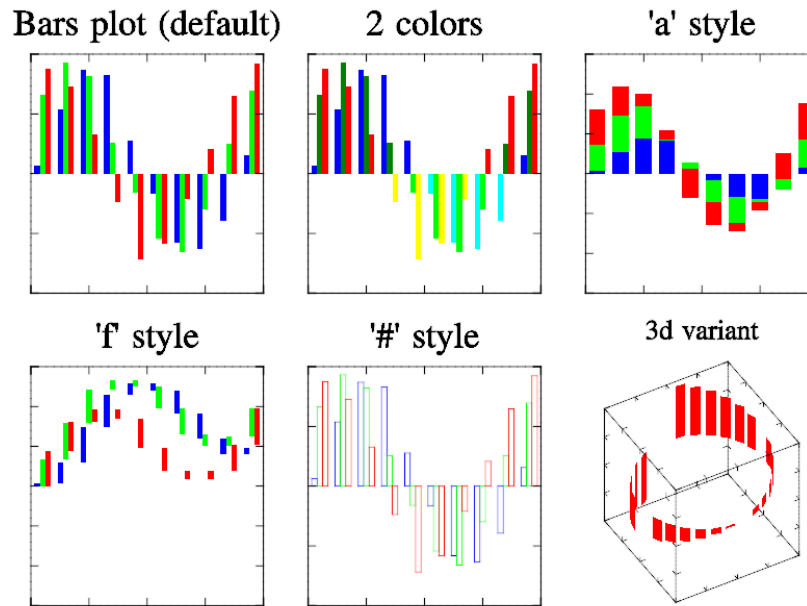 Bars plot (default)
2 colors
'a' style
'f' style
'#' style
3d variant